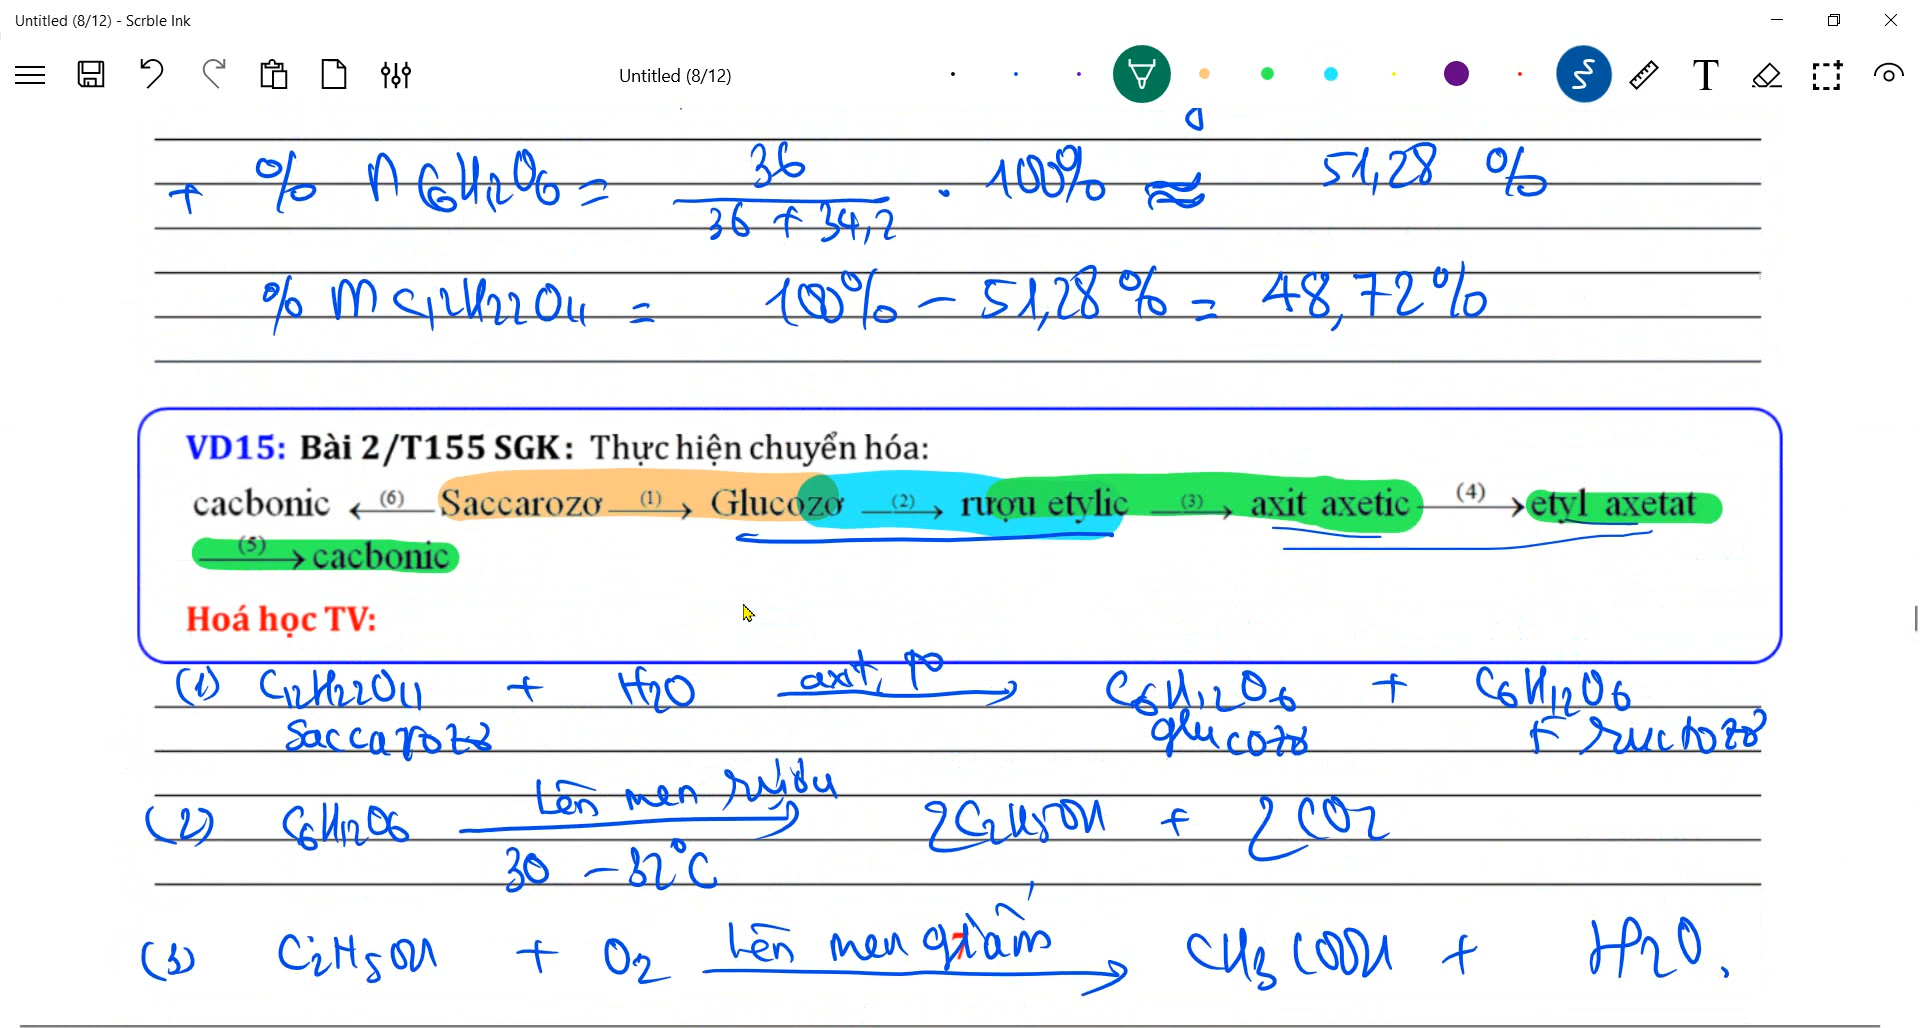 Untitled (8/12) - Scrble Ink
Untitled (8/12)
T
+ % m C6H12O6 = 36 / 36 + 34,2 . 100% ≈ 51,28 %
% m C12H22O11 = 100% - 51,28% = 48,72%
VD15: Bài 2/T155 SGK: Thực hiện chuyển hóa:
cacbonic ←(6) Saccarozơ (1)→ Glucozơ (2)→ rượu etylic (3)→ axit axetic (4)→ etyl axetat
(5)→ cacbonic
Hoá học TV:
(1) C12H22O11 + H2O axit, t° → C6H12O6 + C6H12O6
Saccarozơ glucozơ Fructozơ
(2) C6H12O6 Lên men rượu → 2C2H5OH + 2CO2
30 - 32°C
(3) C2H5OH + O2 Lên men giấm → CH3COOH + H2O.